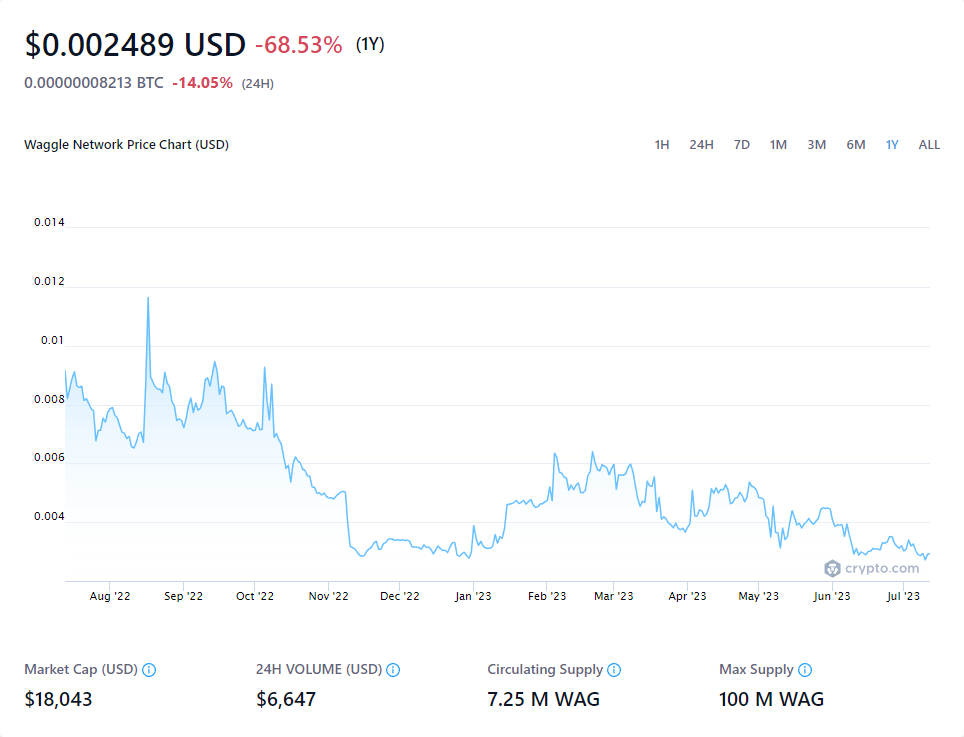 $0.002489 USD -68.53% (1Y)
0.00000008213 BTC -14.05% (24H)
Waggle Network Price Chart (USD) 1H 24H 7D 1M 3M 6M 1Y ALL
0.014
0.012
0.01
0.008
0.006
0.004
crypto.com
Aug '22 Sep '22 Oct '22 Nov '22 Dec '22 Jan '23 Feb '23 Mar '23 Apr '23 May '23 Jun '23 Jul '23
Market Cap (USD) 24H VOLUME (USD) Circulating Supply Max Supply
$18,043 $6,647 7.25 M WAG 100 M WAG